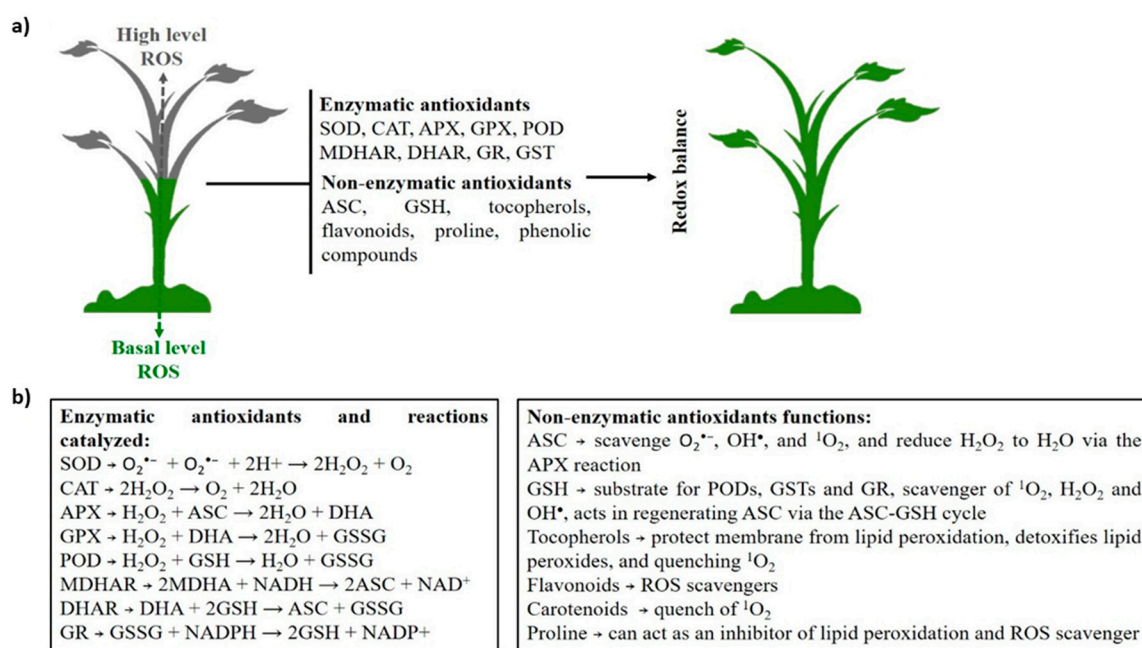 a)
High level
ROS
Enzymatic antioxidants
SOD, CAT, APX, GPX, POD
MDHAR, DHAR, GR, GST
Non-enzymatic antioxidants
ASC, GSH, tocopherols,
flavonoids, proline, phenolic
compounds
Redox balance
Basal level
ROS
b)
Enzymatic antioxidants and reactions
catalyzed:
SOD → O₂•⁻ + O₂•⁻ + 2H+ → 2H₂O₂ + O₂
CAT → 2H₂O₂ → O₂ + 2H₂O
APX → H₂O₂ + ASC → 2H₂O + DHA
GPX → H₂O₂ + DHA → 2H₂O + GSSG
POD → H₂O₂ + GSH → H₂O + GSSG
MDHAR → 2MDHA + NADH → 2ASC + NAD⁺
DHAR → DHA + 2GSH → ASC + GSSG
GR → GSSG + NADPH → 2GSH + NADP+
Non-enzymatic antioxidants functions:
ASC → scavenge O₂•⁻, OH•, and ¹O₂, and reduce H₂O₂ to H₂O via the
APX reaction
GSH → substrate for PODs, GSTs and GR, scavenger of ¹O₂, H₂O₂ and
OH•, acts in regenerating ASC via the ASC-GSH cycle
Tocopherols → protect membrane from lipid peroxidation, detoxifies lipid
peroxides, and quenching ¹O₂
Flavonoids → ROS scavengers
Carotenoids → quench of ¹O₂
Proline → can act as an inhibitor of lipid peroxidation and ROS scavenger